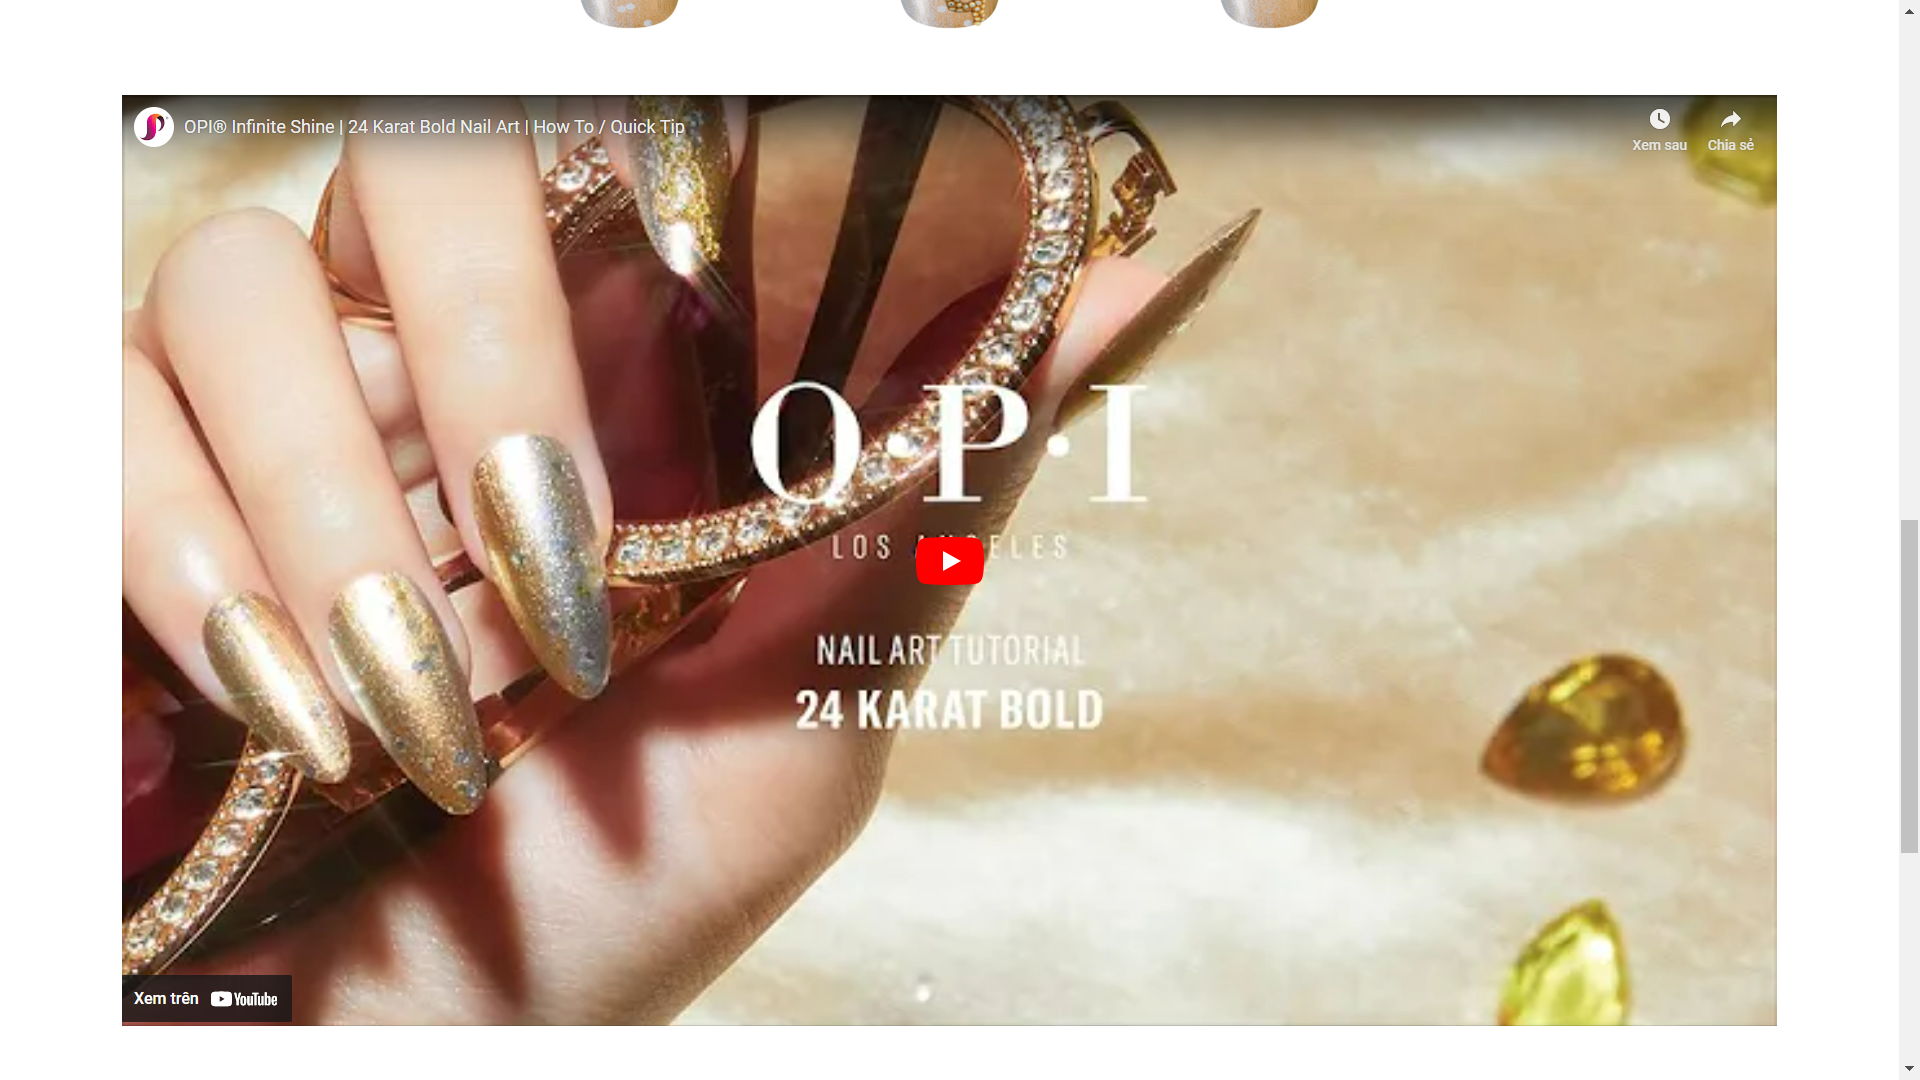 OPI® Infinite Shine | 24 Karat Bold Nail Art | How To / Quick Tip
Xem sau
Chia sẻ
O·P·I
LOS ANGELES
NAIL ART TUTORIAL
24 KARAT BOLD
Xem trên YouTube